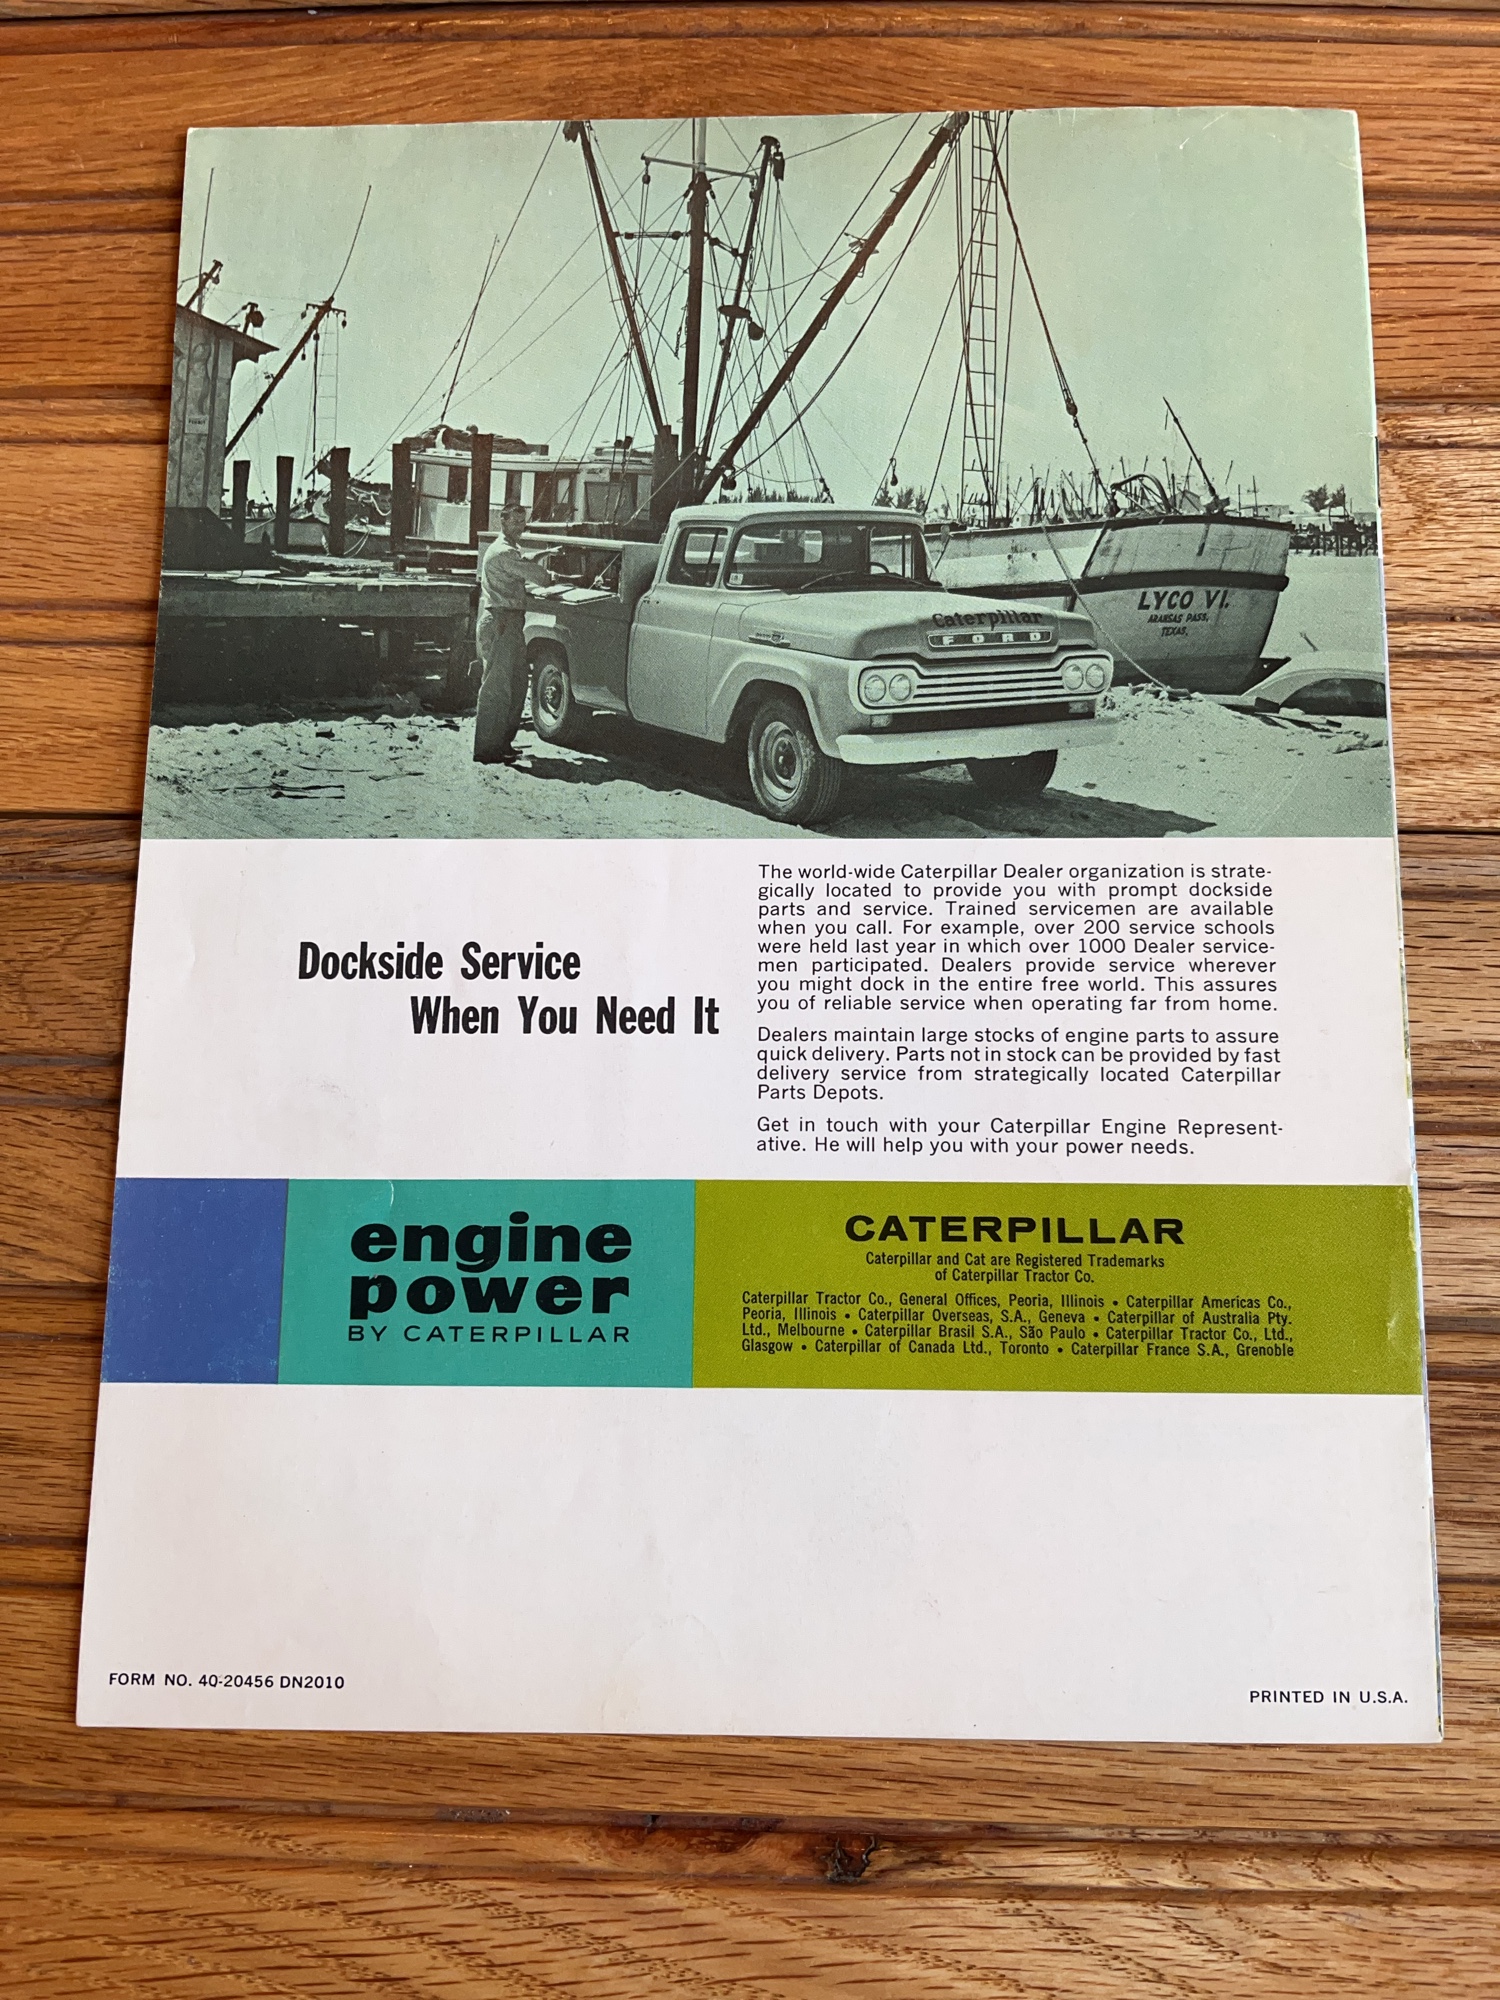 Caterpillar
FORD
LYCO VI.
ARANSAS PASS,
TEXAS.
Dockside Service
When You Need It
The world-wide Caterpillar Dealer organization is strate-
gically located to provide you with prompt dockside
parts and service. Trained servicemen are available
when you call. For example, over 200 service schools
were held last year in which over 1000 Dealer service-
men participated. Dealers provide service wherever
you might dock in the entire free world. This assures
you of reliable service when operating far from home.
Dealers maintain large stocks of engine parts to assure
quick delivery. Parts not in stock can be provided by fast
delivery service from strategically located Caterpillar
Parts Depots.
Get in touch with your Caterpillar Engine Represent-
ative. He will help you with your power needs.
engine
power
BY CATERPILLAR
CATERPILLAR
Caterpillar and Cat are Registered Trademarks
of Caterpillar Tractor Co.
Caterpillar Tractor Co., General Offices, Peoria, Illinois • Caterpillar Americas Co.,
Peoria, Illinois • Caterpillar Overseas, S.A., Geneva • Caterpillar of Australia Pty.
Ltd., Melbourne • Caterpillar Brasil S.A., São Paulo • Caterpillar Tractor Co., Ltd.,
Glasgow • Caterpillar of Canada Ltd., Toronto • Caterpillar France S.A., Grenoble
FORM NO. 40-20456 DN2010
PRINTED IN U.S.A.